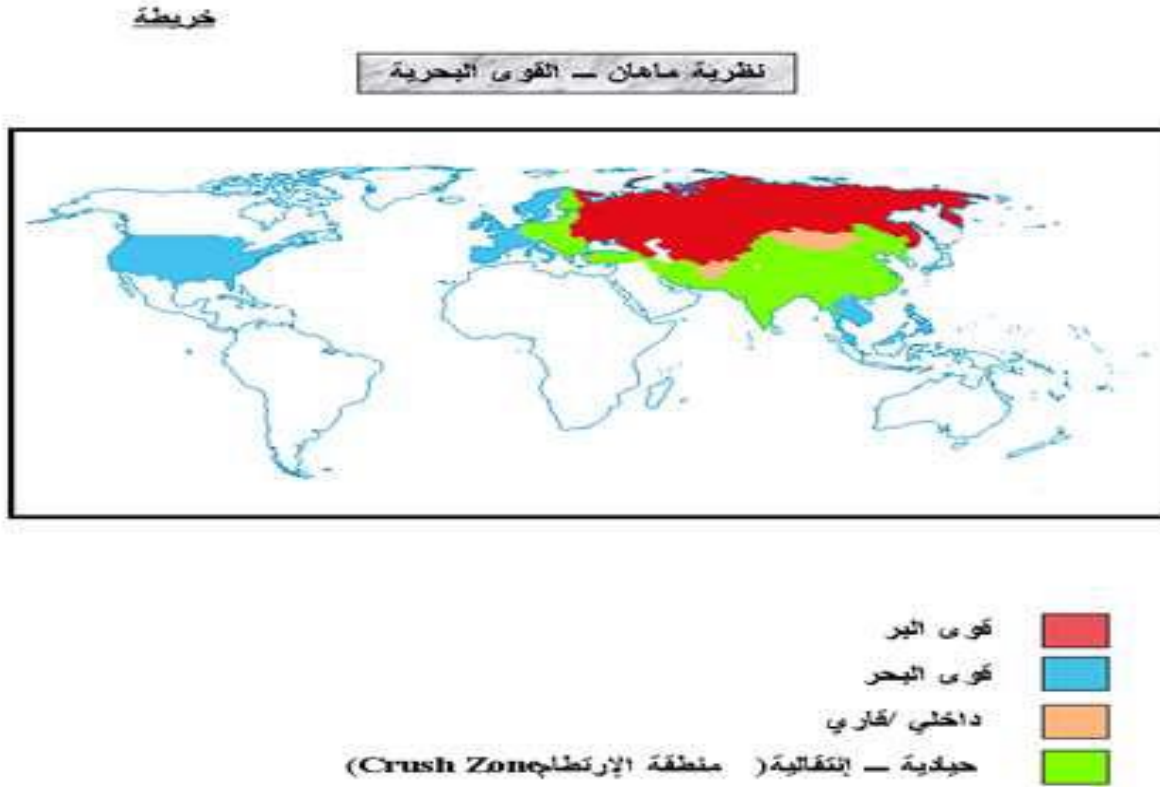 خريطة
نظرية ماهان – القوى البحرية
قوى البر
قوى البحر
داخلي /قاري
حيادية – إنتقالية( منطقة الإرتطامCrush Zone)